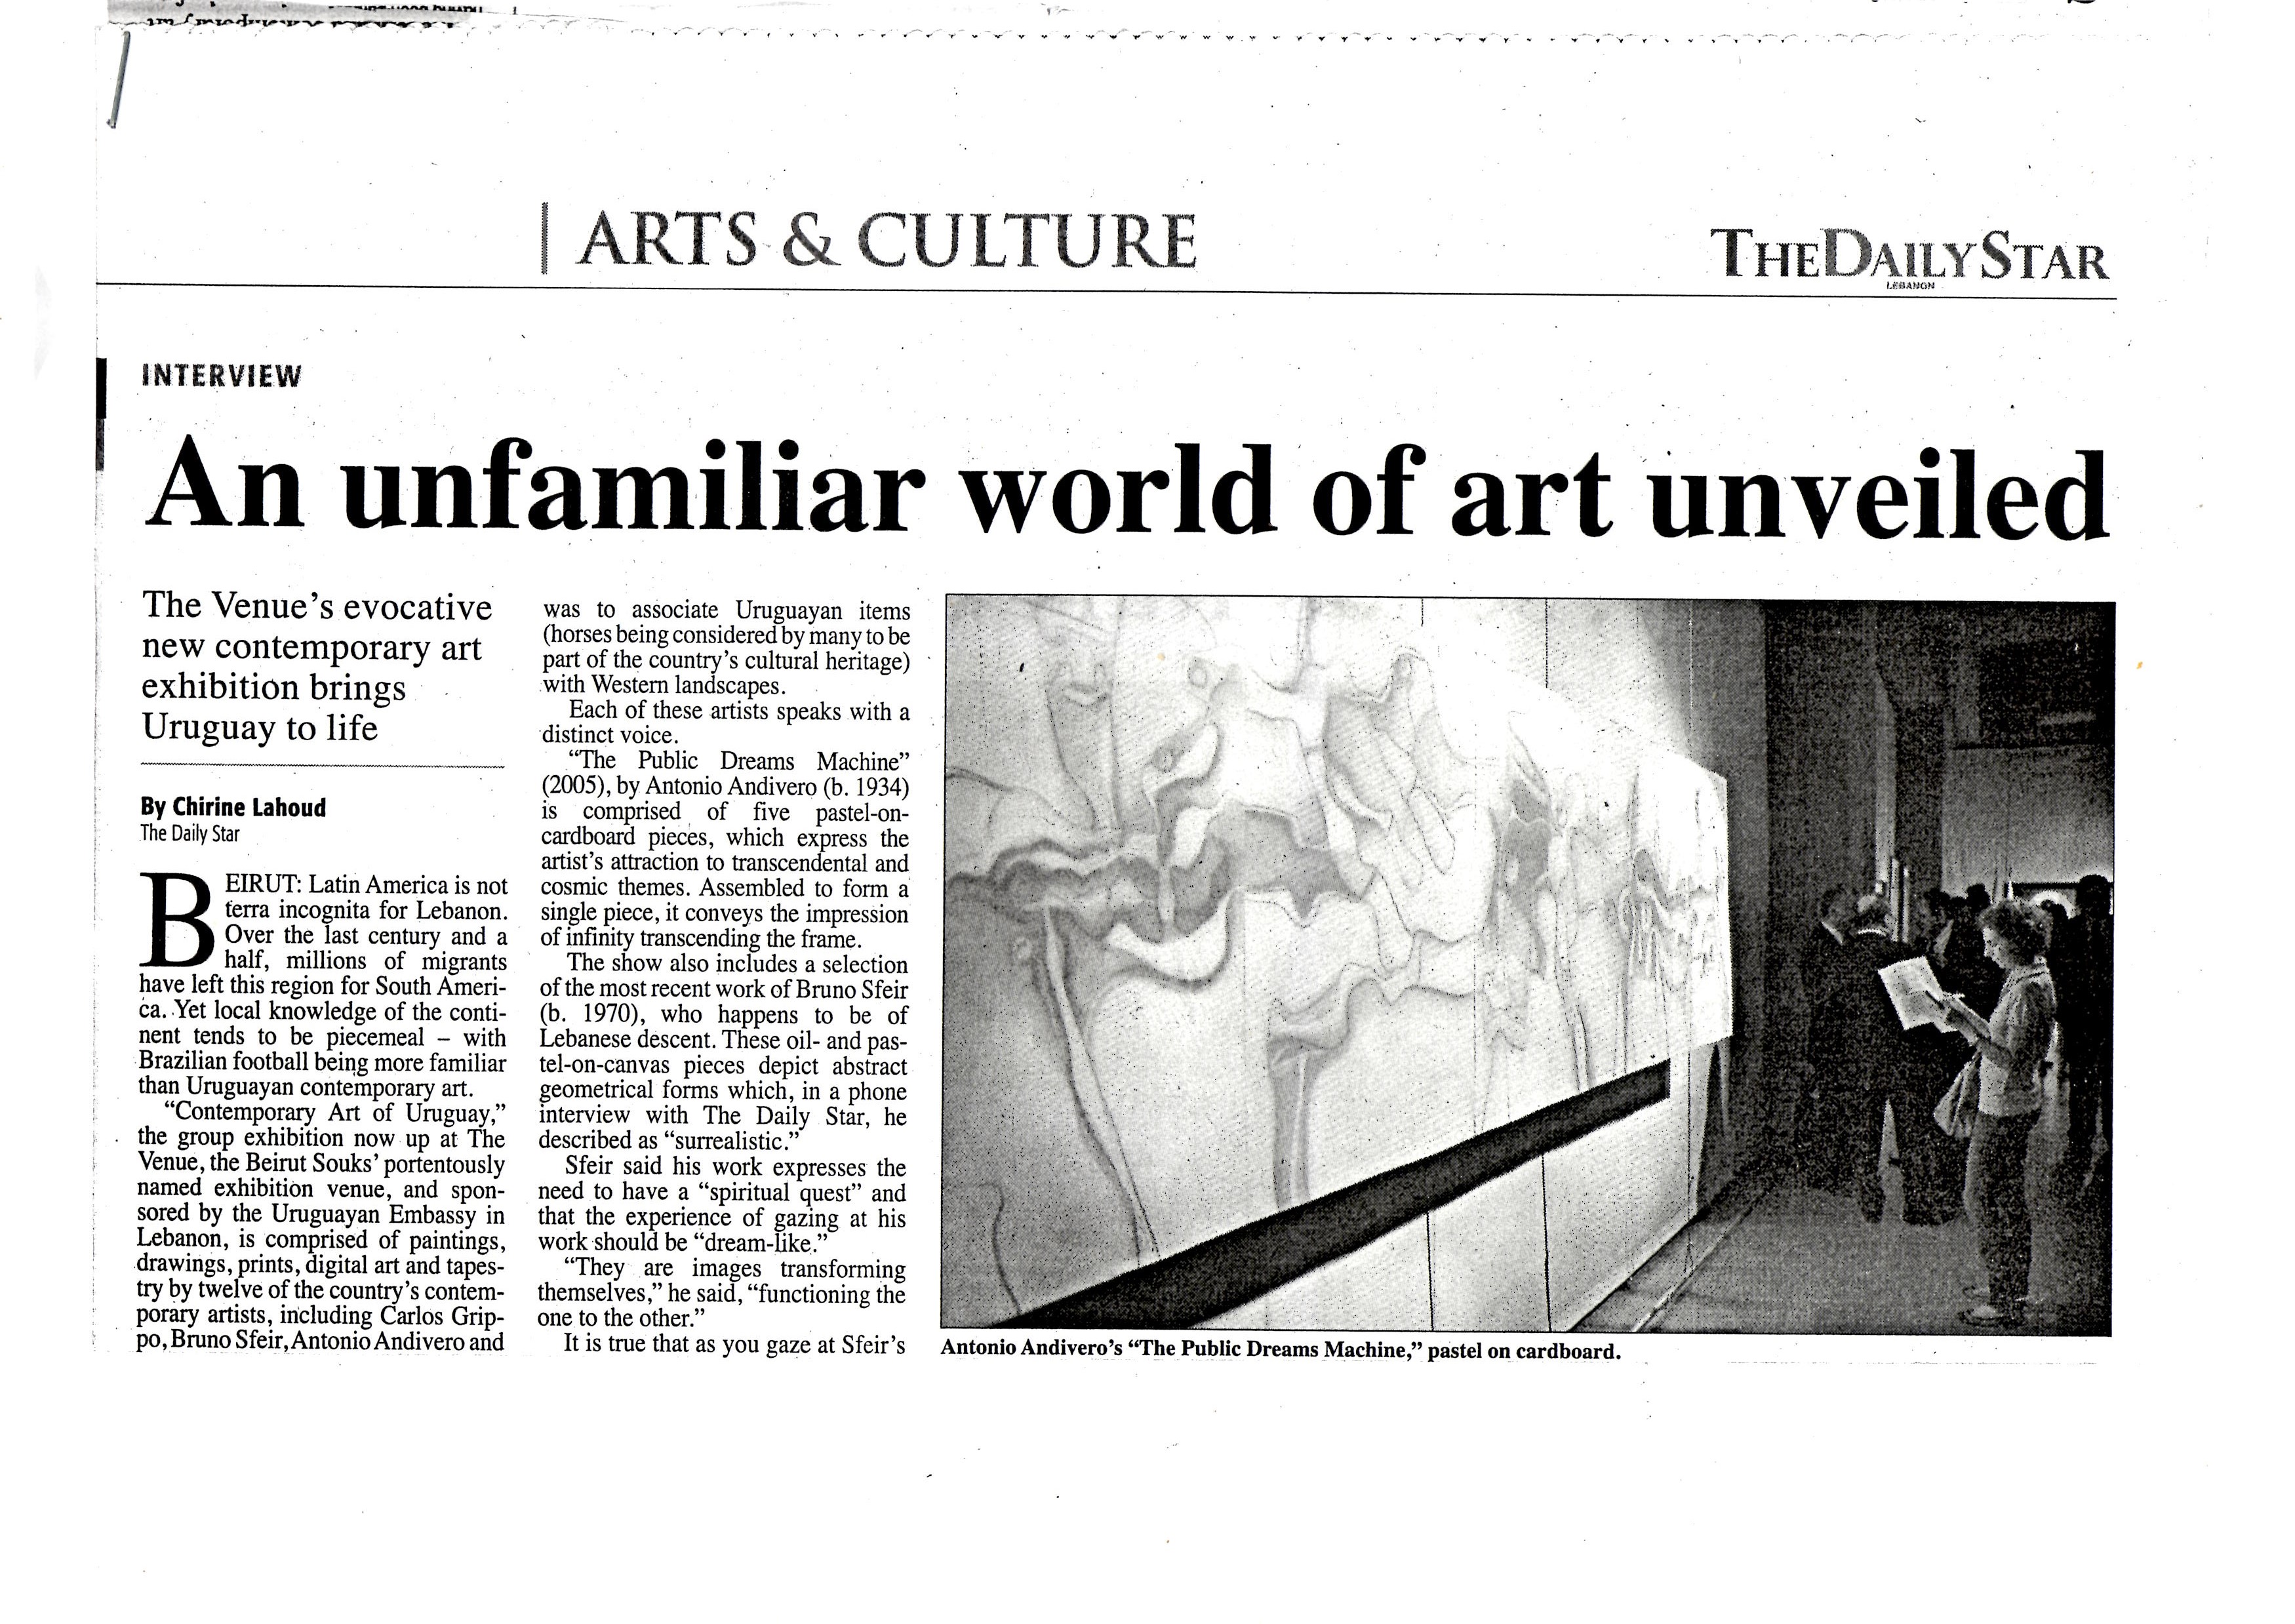 ARTS & CULTURE
THE DAILY STAR
LEBANON
INTERVIEW
An unfamiliar world of art unveiled
The Venue's evocative
new contemporary art
exhibition brings
Uruguay to life
By Chirine Lahoud
The Daily Star
BEIRUT: Latin America is not
terra incognita for Lebanon.
Over the last century and a
half, millions of migrants
have left this region for South Ameri-
ca. Yet local knowledge of the conti-
nent tends to be piecemeal – with
Brazilian football being more familiar
than Uruguayan contemporary art.
“Contemporary Art of Uruguay,”
the group exhibition now up at The
Venue, the Beirut Souks’ portentously
named exhibition venue, and spon-
sored by the Uruguayan Embassy in
Lebanon, is comprised of paintings,
drawings, prints, digital art and tapes-
try by twelve of the country’s contem-
porary artists, including Carlos Grip-
po, Bruno Sfeir, Antonio Andivero and
was to associate Uruguayan items
(horses being considered by many to be
part of the country’s cultural heritage)
with Western landscapes.
Each of these artists speaks with a
distinct voice.
“The Public Dreams Machine”
(2005), by Antonio Andivero (b. 1934)
is comprised of five pastel-on-
cardboard pieces, which express the
artist’s attraction to transcendental and
cosmic themes. Assembled to form a
single piece, it conveys the impression
of infinity transcending the frame.
The show also includes a selection
of the most recent work of Bruno Sfeir
(b. 1970), who happens to be of
Lebanese descent. These oil- and pas-
tel-on-canvas pieces depict abstract
geometrical forms which, in a phone
interview with The Daily Star, he
described as “surrealistic.”
Sfeir said his work expresses the
need to have a “spiritual quest” and
that the experience of gazing at his
work should be “dream-like.”
“They are images transforming
themselves,” he said, “functioning the
one to the other.”
It is true that as you gaze at Sfeir’s
Antonio Andivero’s “The Public Dreams Machine,” pastel on cardboard.